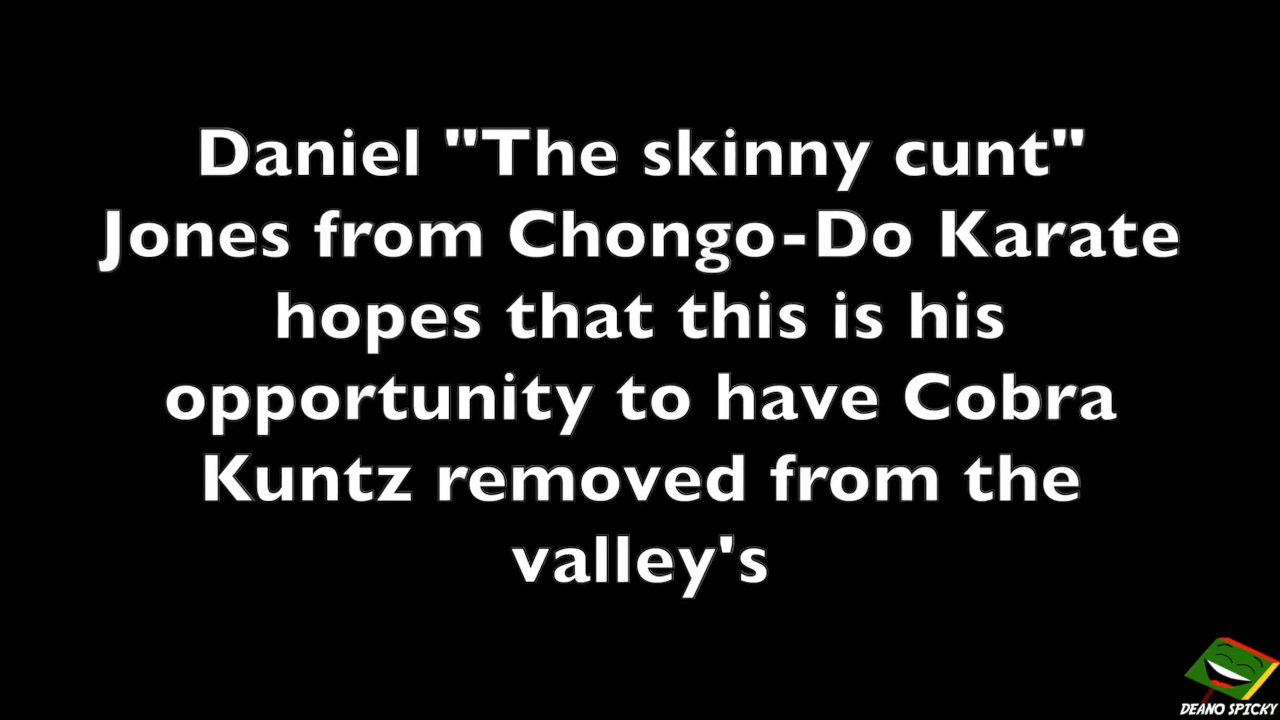 Daniel "The skinny cunt"
Jones from Chongo-Do Karate
hopes that this is his
opportunity to have Cobra
Kuntz removed from the
valley's
DEANO SPICKY